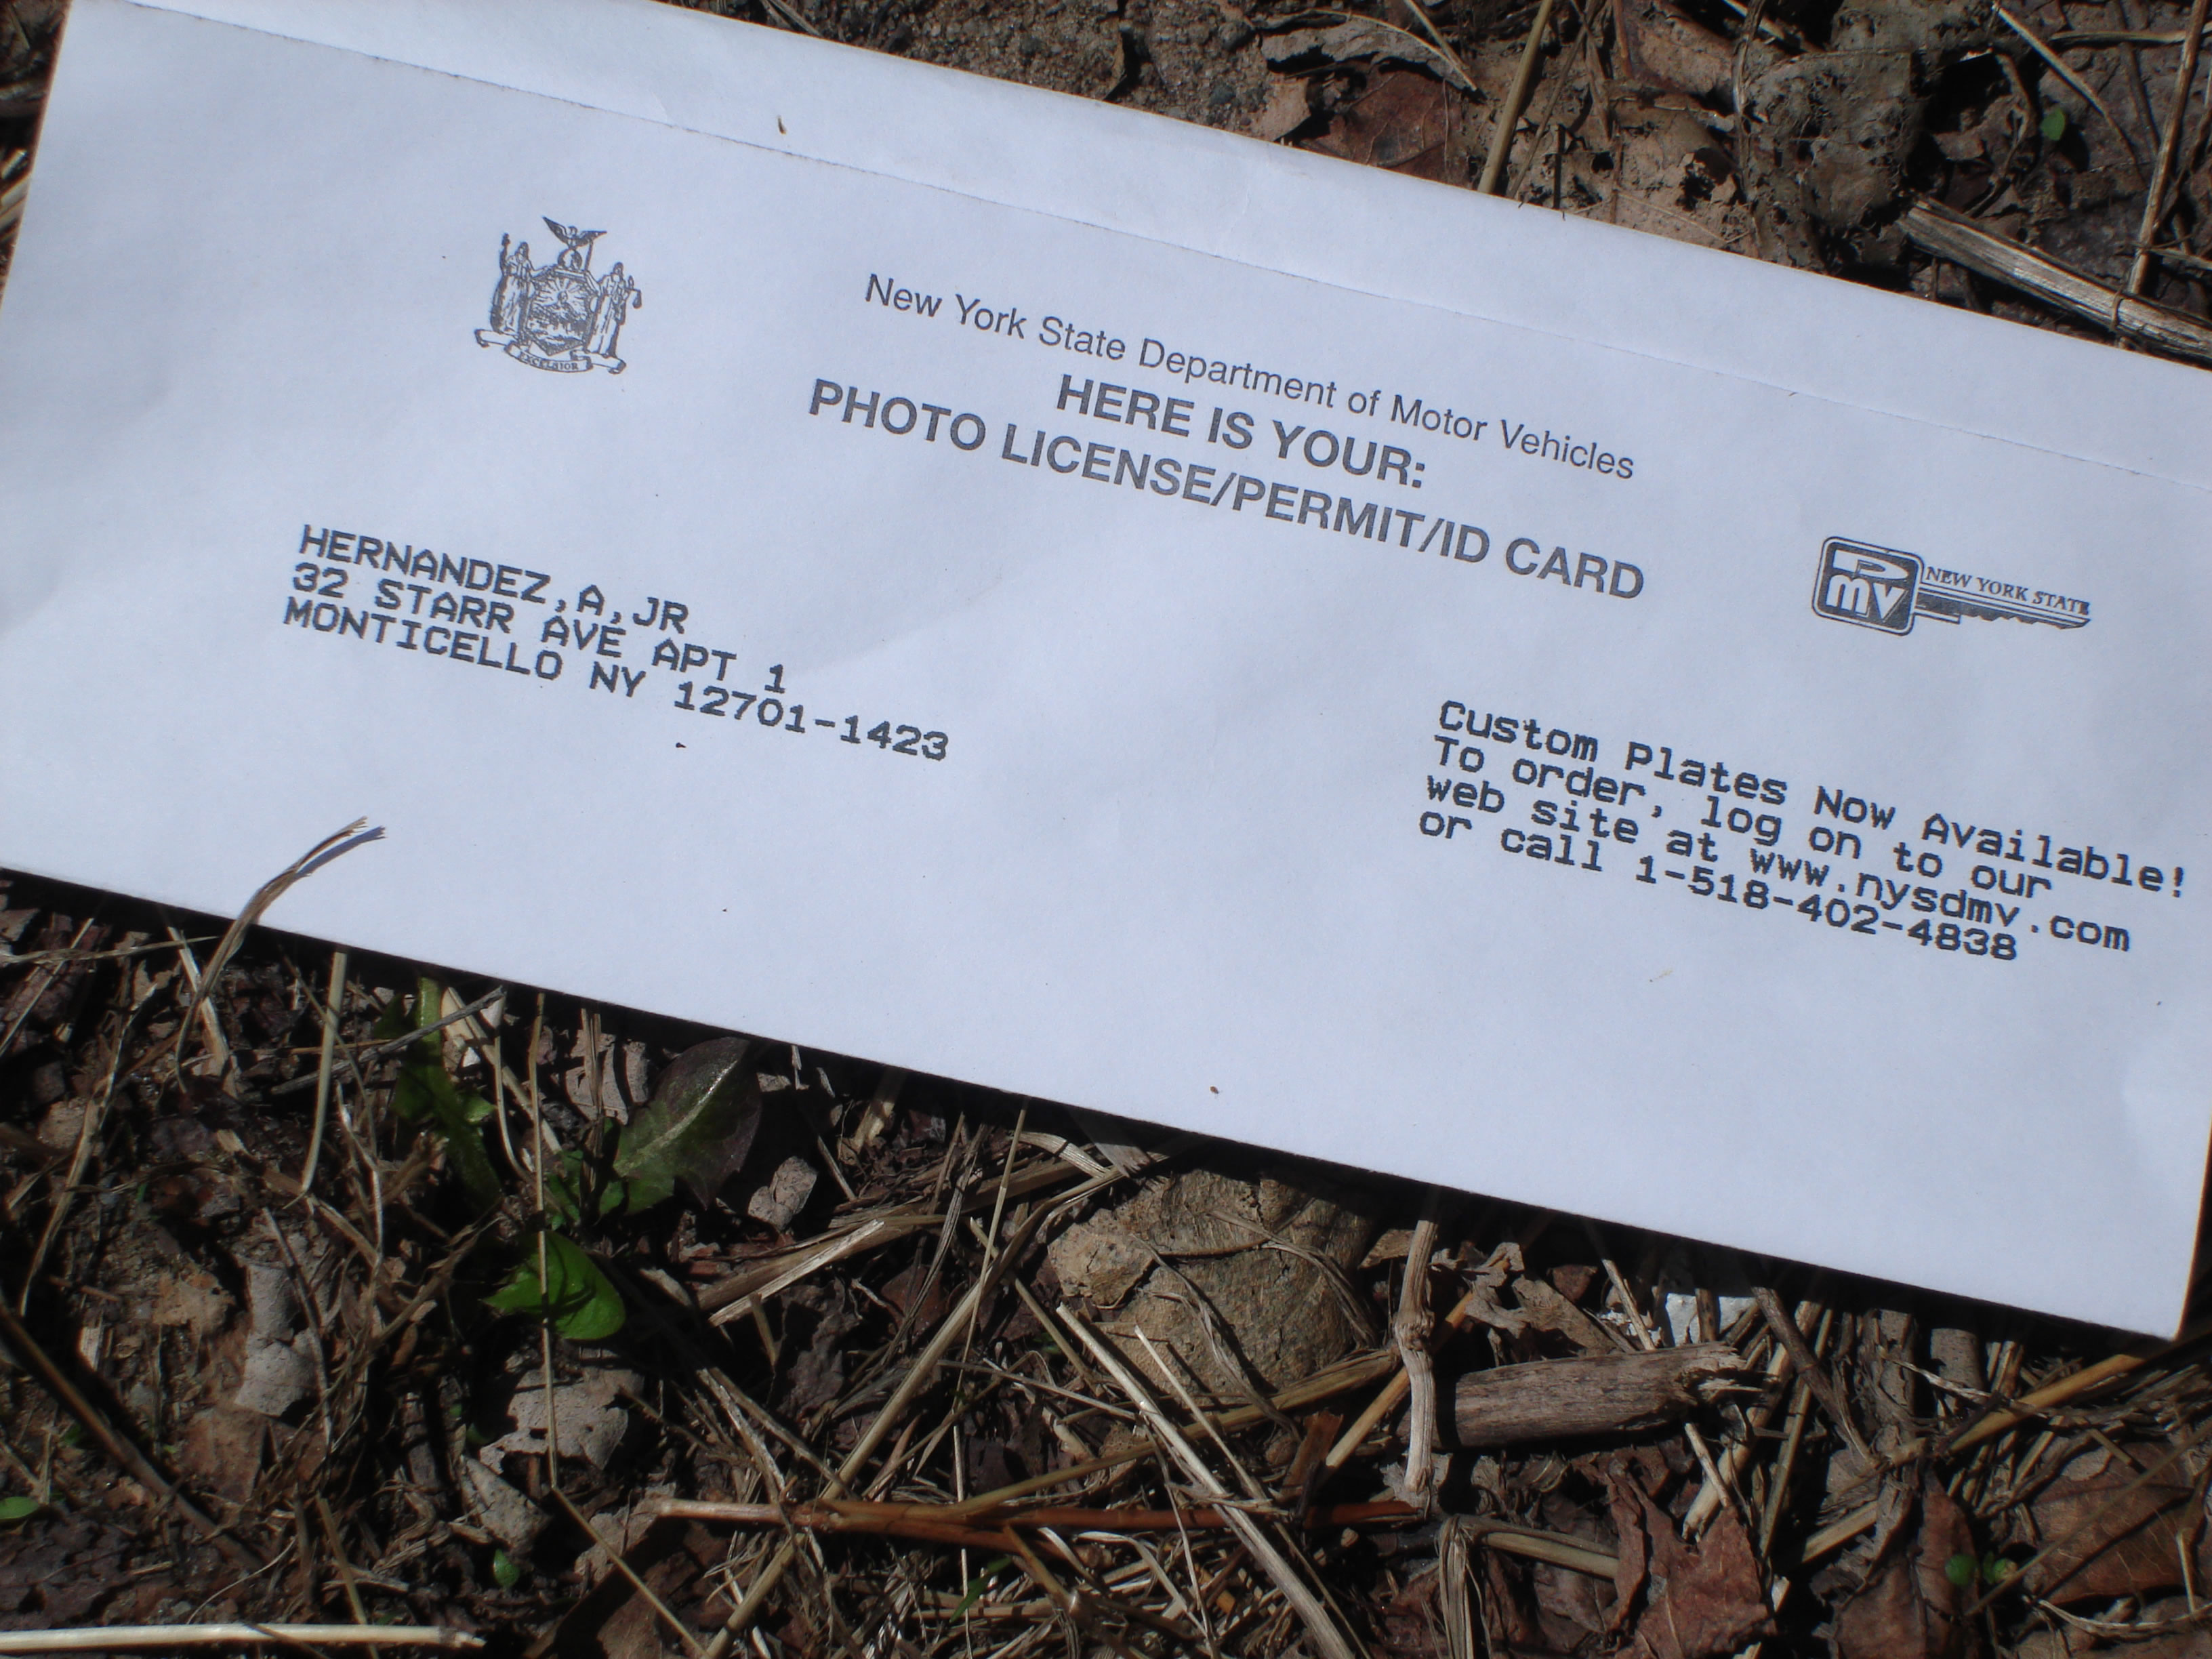 New York State Department of Motor Vehicles
HERE IS YOUR:
PHOTO LICENSE/PERMIT/ID CARD
EXCELSIOR
DMV NEW YORK STATE
HERNANDEZ,A,JR
32 STARR AVE APT 1
MONTICELLO NY 12701-1423
Custom Plates Now Available!
To order, log on to our
web site at www.nysdmv.com
or call 1-518-402-4838